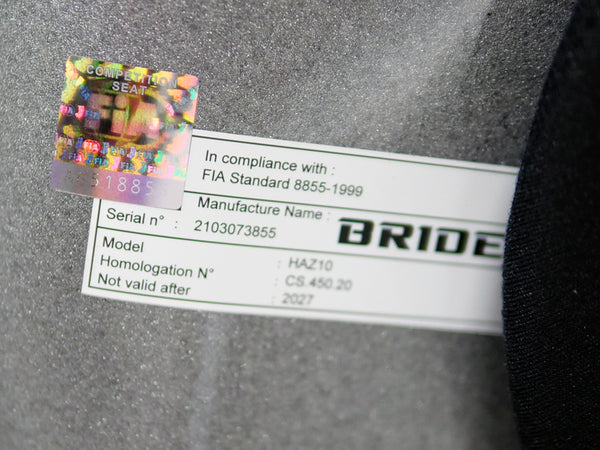 COMPETITION
SEAT
FIA
In compliance with :
FIA Standard 8855-1999
Manufacture Name :
BRIDE
Serial n° : 2103073855
Model : HAZ10
Homologation N° : CS.450.20
Not valid after : 2027